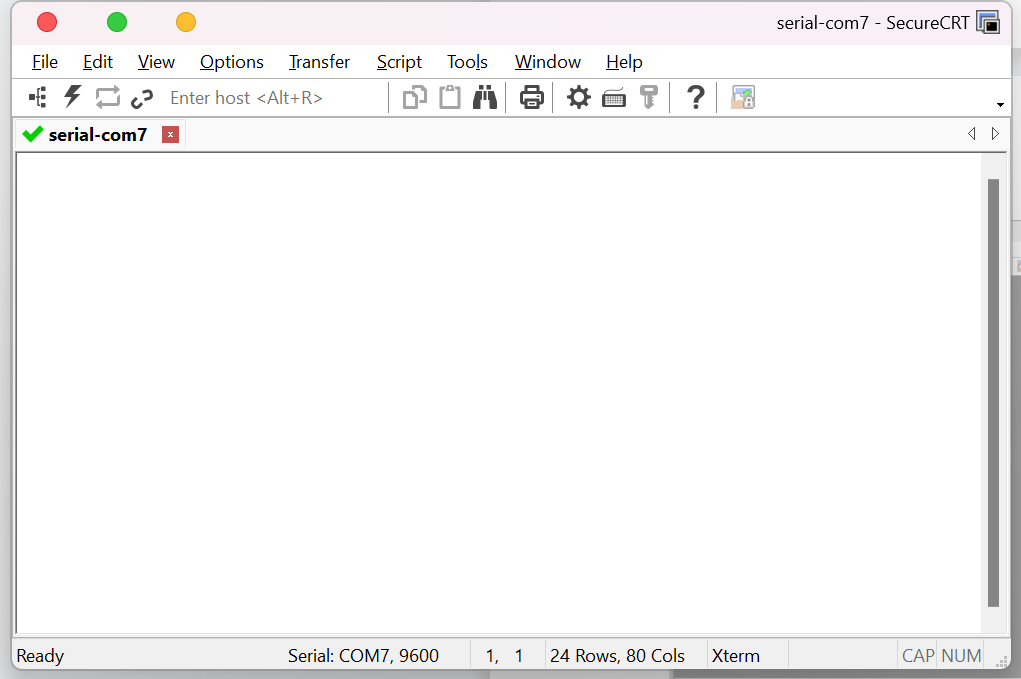 serial-com7 - SecureCRT
File Edit View Options Transfer Script Tools Window Help
Enter host <Alt+R>
serial-com7
Ready Serial: COM7, 9600 1, 1 24 Rows, 80 Cols Xterm CAP NUM